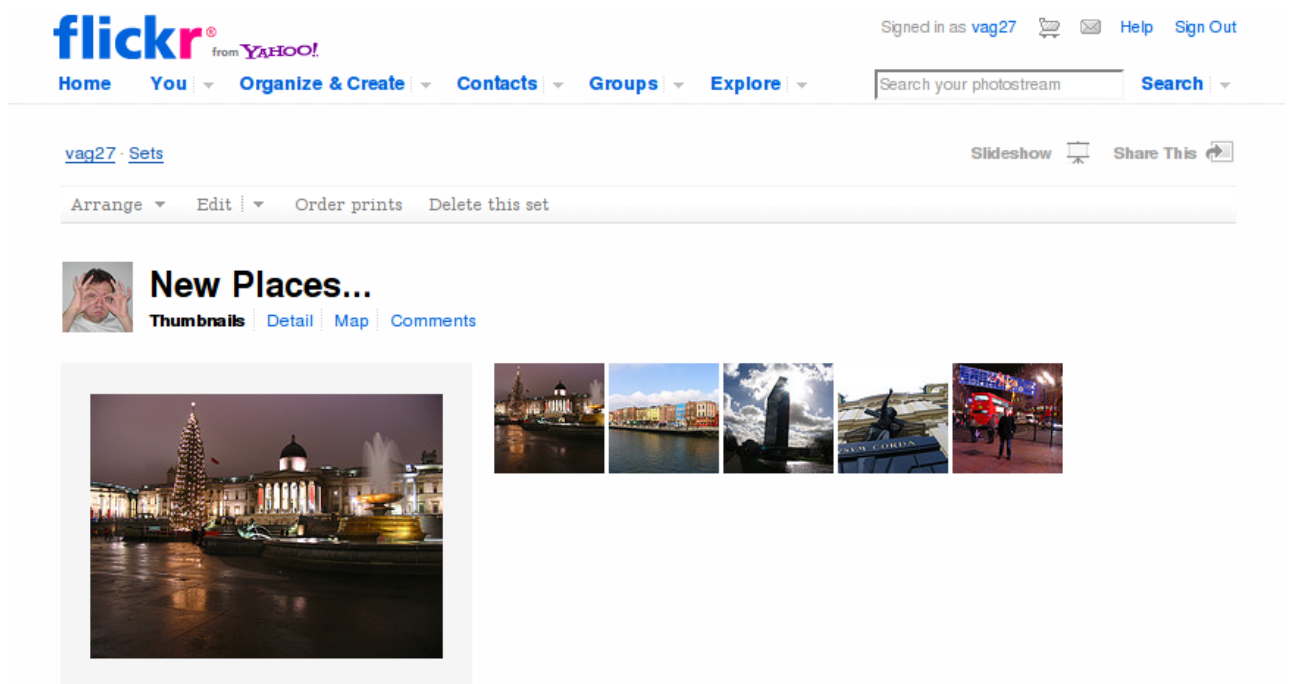 flickr® from YAHOO!
Signed in as vag27 Help Sign Out
Home You Organize & Create Contacts Groups Explore Search your photostream Search
vag27 · Sets
Slideshow Share This
Arrange Edit Order prints Delete this set
New Places...
Thumbnails Detail Map Comments
CORDA